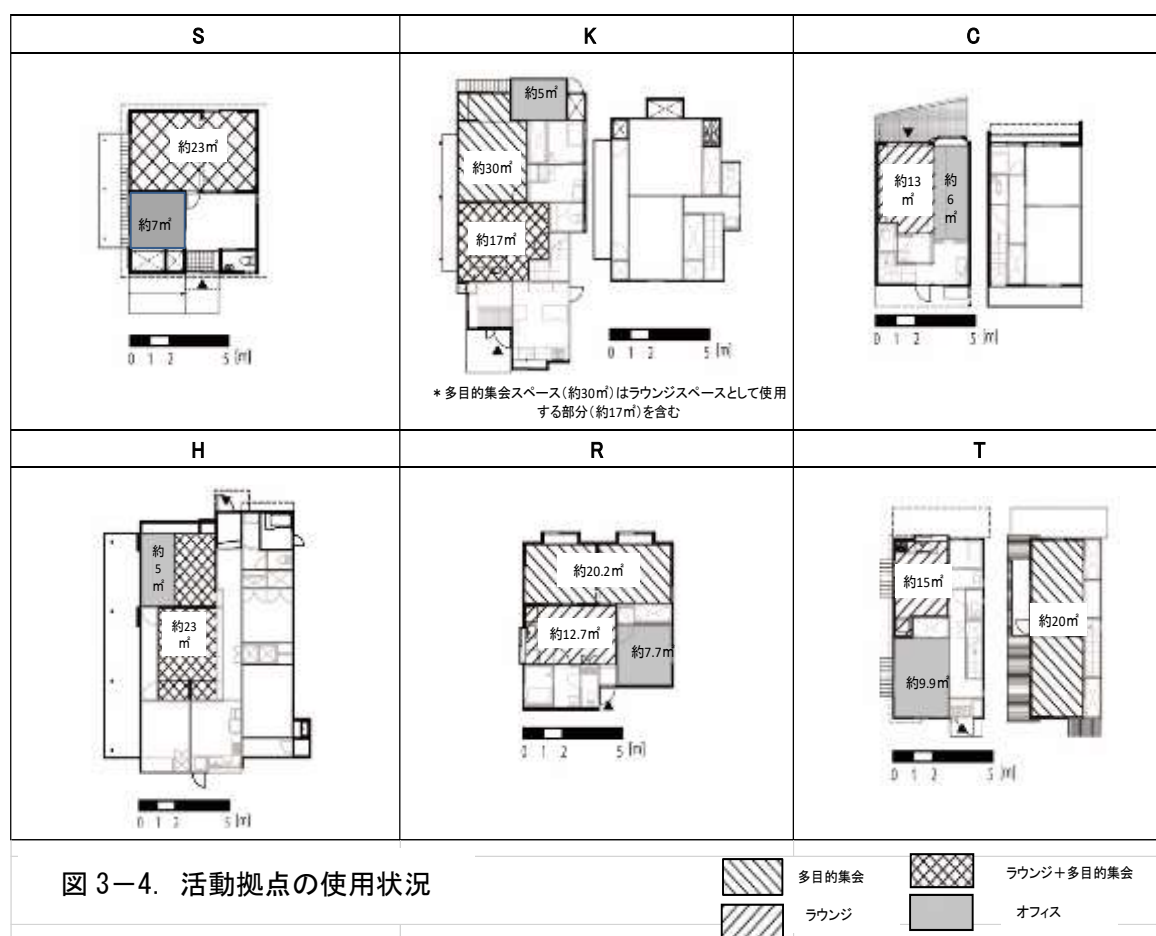 S
K
C
約23㎡
約7㎡
0 1 2 5 [m]
約5㎡
約30㎡
約17㎡
0 1 2 5 [m]
*多目的集会スペース(約30㎡)はラウンジスペースとして使用
する部分(約17㎡)を含む
約13
㎡
約
6
㎡
0 1 2 5 [m]
H
R
T
約
5
㎡
約23
㎡
0 1 2 5 [m]
約20.2㎡
約12.7㎡
約7.7㎡
0 1 2 5 [m]
約15㎡
約9.9㎡
約20㎡
0 1 2 5 [m]
図 3-4. 活動拠点の使用状況
多目的集会
ラウンジ+多目的集会
ラウンジ
オフィス